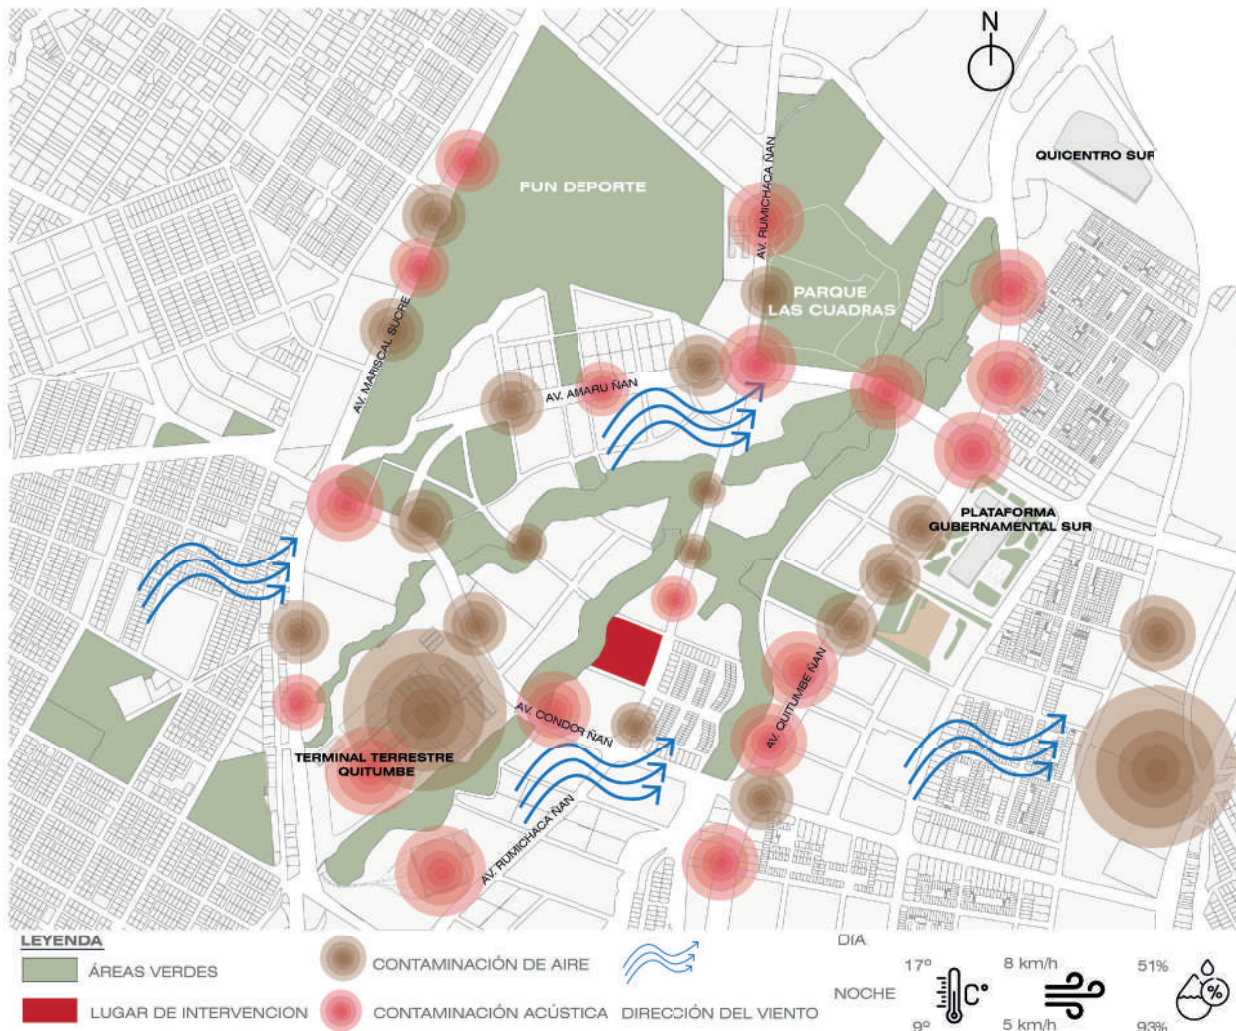 N
QUICENTRO SUR
FUN DEPORTE
AV. RUMICHACA ÑAN
PARQUE
LAS CUADRAS
AV. MARISCAL SUCRE
AV. AMARU ÑAN
PLATAFORMA
GUBERNAMENTAL SUR
AV. CONDOR ÑAN
AV. QUITUMBE ÑAN
TERMINAL TERRESTRE
QUITUMBE
AV. RUMICHACA ÑAN
LEYENDA
ÁREAS VERDES
LUGAR DE INTERVENCION
CONTAMINACIÓN DE AIRE
CONTAMINACIÓN ACÚSTICA
DIRECCIÓN DEL VIENTO
DÍA
17º
8 km/h
51%
C°
%
NOCHE
9º
5 km/h
93%